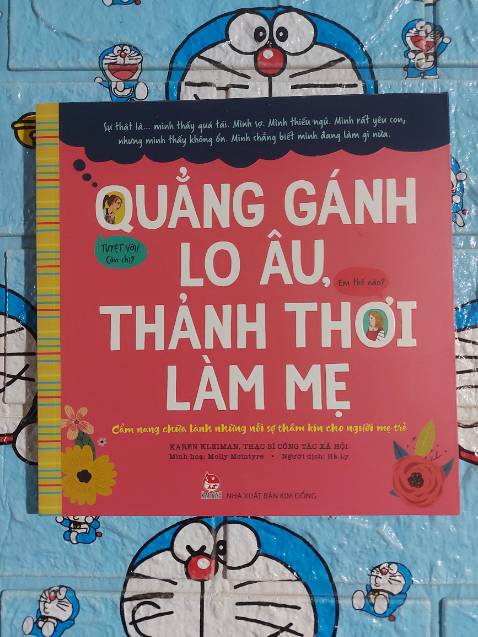 Sự thật là... mình thấy quá tải. Mình sợ. Mình thiếu ngủ. Mình rất yêu con,
nhưng mình thấy không ổn. Mình chẳng biết mình đang làm gì nữa.
QUẲNG GÁNH
TUYỆT VỜI!
Còn chị?
LO ÂU,
Em thế nào?
THẢNH THƠI
LÀM MẸ
Cẩm nang chữa lành những nỗi sợ thầm kín cho người mẹ trẻ
KAREN KLEIMAN, THẠC SĨ CÔNG TÁC XÃ HỘI
Minh hoạ: Molly McIntyre • Người dịch: Hà Ly
NHÀ XUẤT BẢN KIM ĐỒNG